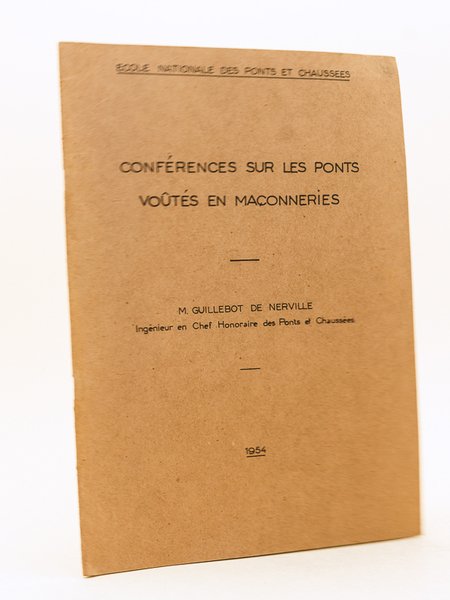 ECOLE NATIONALE DES PONTS ET CHAUSSEES
CONFÉRENCES SUR LES PONTS
VOÛTÉS EN MAÇONNERIES
M. GUILLEBOT DE NERVILLE
Ingénieur en Chef Honoraire des Ponts et Chaussées
1954